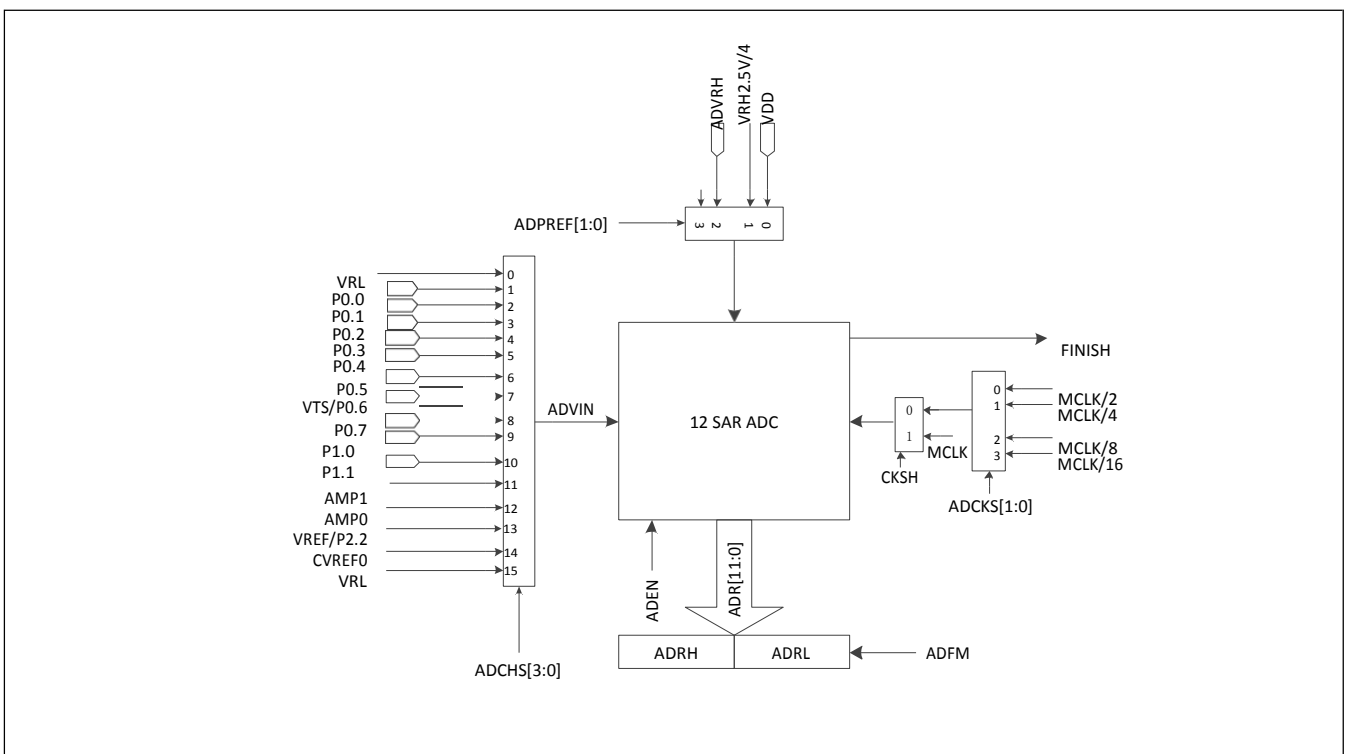 ADVRH
VRH2.5V/4
VDD
ADPREF[1:0]
3 2 1 0
VRL
P0.0
P0.1
P0.2
P0.3
P0.4
P0.5
VTS/P0.6
P0.7
P1.0
P1.1
AMP1
AMP0
VREF/P2.2
CVREF0
VRL
0
1
2
3
4
5
6
7
8
9
10
11
12
13
14
15
ADCHS[3:0]
ADVIN
12 SAR ADC
FINISH
0
1
MCLK
CKSH
0
1
2
3
MCLK/2
MCLK/4
MCLK/8
MCLK/16
ADCKS[1:0]
ADEN
ADR[11:0]
ADRH
ADRL
ADFM